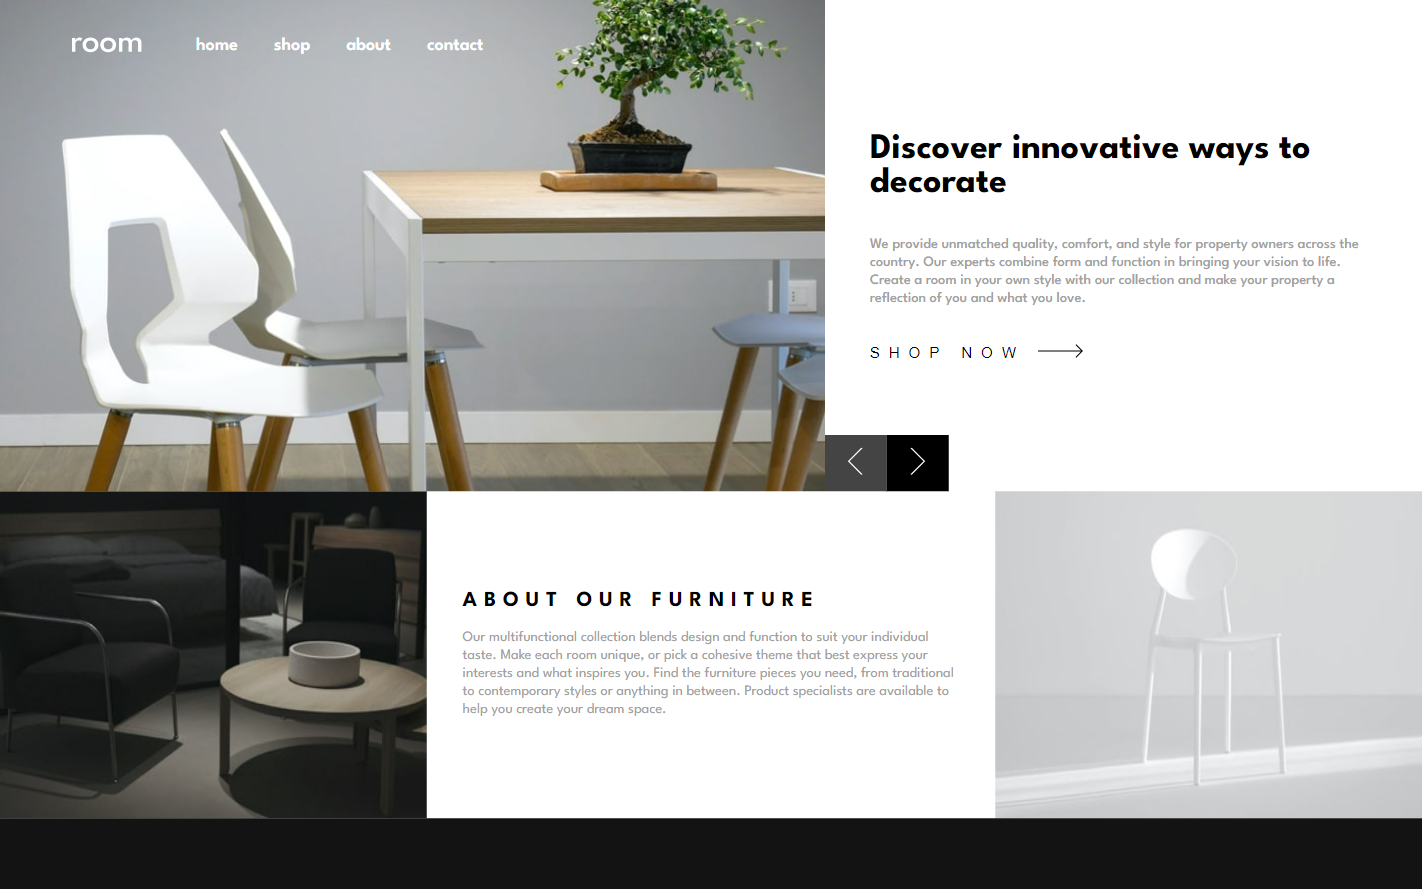 room
home shop about contact
Discover innovative ways to
decorate
We provide unmatched quality, comfort, and style for property owners across the
country. Our experts combine form and function in bringing your vision to life.
Create a room in your own style with our collection and make your property a
reflection of you and what you love.
SHOP NOW
ABOUT OUR FURNITURE
Our multifunctional collection blends design and function to suit your individual
taste. Make each room unique, or pick a cohesive theme that best express your
interests and what inspires you. Find the furniture pieces you need, from traditional
to contemporary styles or anything in between. Product specialists are available to
help you create your dream space.